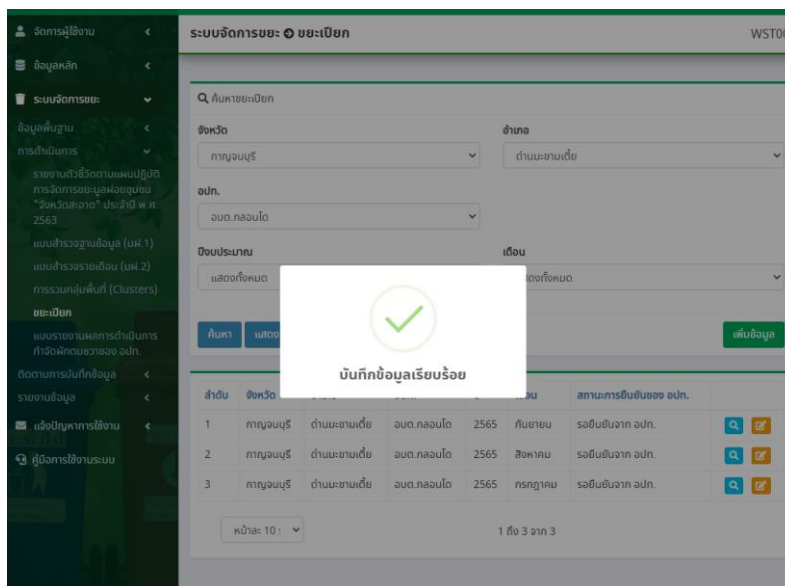 จัดการผู้ใช้งาน
ข้อมูลหลัก
ระบบจัดการขยะ
ข้อมูลพื้นฐาน
การดำเนินการ
รายงานตัวชี้วัดตามแผนปฏิบัติ
การจัดการขยะมูลฝอยชุมชน
"จังหวัดสะอาด" ประจำปี พ.ศ.
2563
แบบสำรวจฐานข้อมูล (มฝ.1)
แบบสำรวจรายเดือน (มฝ.2)
การรวมกลุ่มพื้นที่ (Clusters)
ขยะเปียก
แบบรายงานผลการดำเนินการ
กำจัดผักตบชวาของ อปท.
ติดตามการบันทึกข้อมูล
รายงานข้อมูล
แจ้งปัญหาการใช้งาน
คู่มือการใช้งานระบบ
ระบบจัดการขยะ ขยะเปียก
WST00
ค้นหาขยะเปียก
จังหวัด อำเภอ
กาญจนบุรี ด่านมะขามเตี้ย
อปท.
อบต.กลอนโด
ปีงบประมาณ เดือน
แสดงทั้งหมด
ค้นหา เพิ่มข้อมูล
บันทึกข้อมูลเรียบร้อย
ลำดับ จังหวัด สถานะการยืนยันของ อปท.
1 กาญจนบุรี ด่านมะขามเตี้ย อบต.กลอนโด 2565 กันยายน รอยืนยันจาก อปท.
2 กาญจนบุรี ด่านมะขามเตี้ย อบต.กลอนโด 2565 สิงหาคม รอยืนยันจาก อปท.
3 กาญจนบุรี ด่านมะขามเตี้ย อบต.กลอนโด 2565 กรกฎาคม รอยืนยันจาก อปท.
หน้าละ 10 : 1 ถึง 3 จาก 3